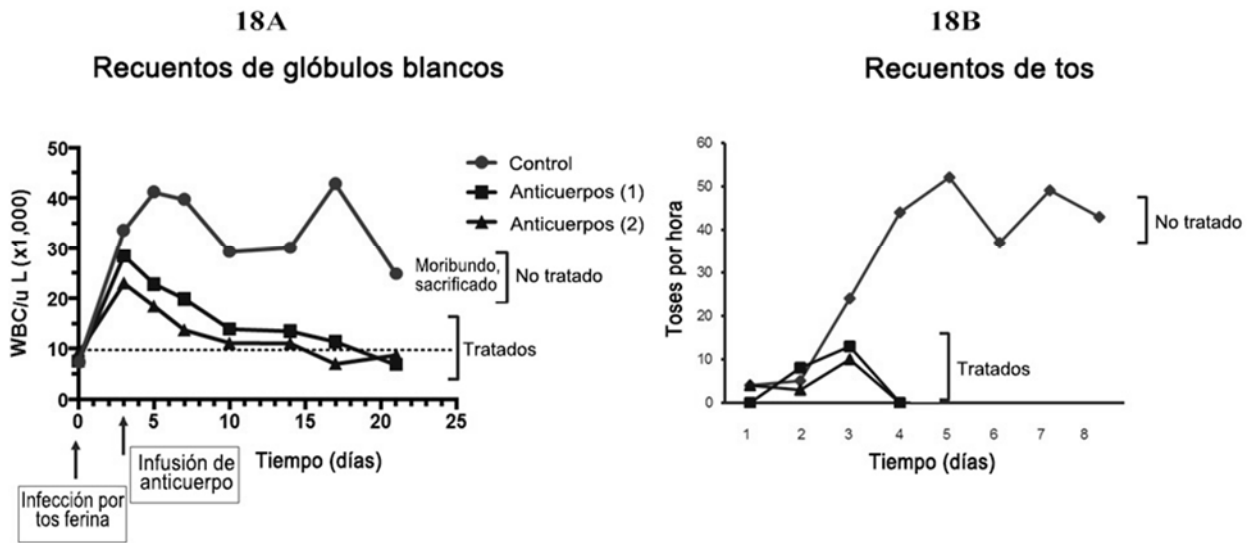 18A
Recuentos de glóbulos blancos
WBC/u L (x1,000)
50
40
30
20
10
0
0 5 10 15 20 25
Tiempo (días)
Control
Anticuerpos (1)
Anticuerpos (2)
Moribundo,
sacrificado
No tratado
Tratados
Infusión de
anticuerpo
Infección por
tos ferina
18B
Recuentos de tos
Toses por hora
60
50
40
30
20
10
0
1 2 3 4 5 6 7 8
Tiempo (días)
No tratado
Tratados